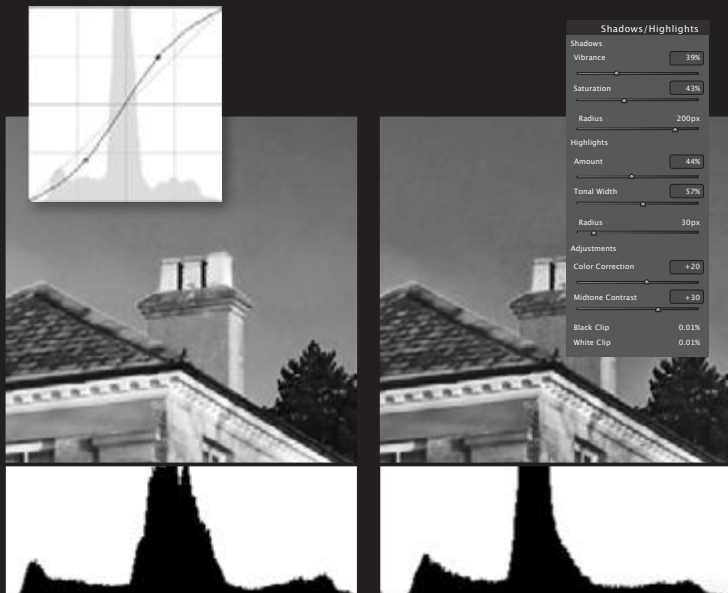 Shadows/Highlights
Shadows
Vibrance 39%
Saturation 43%
Radius 200px
Highlights
Amount 44%
Tonal Width 57%
Radius 30px
Adjustments
Color Correction +20
Midtone Contrast +30
Black Clip 0.01%
White Clip 0.01%